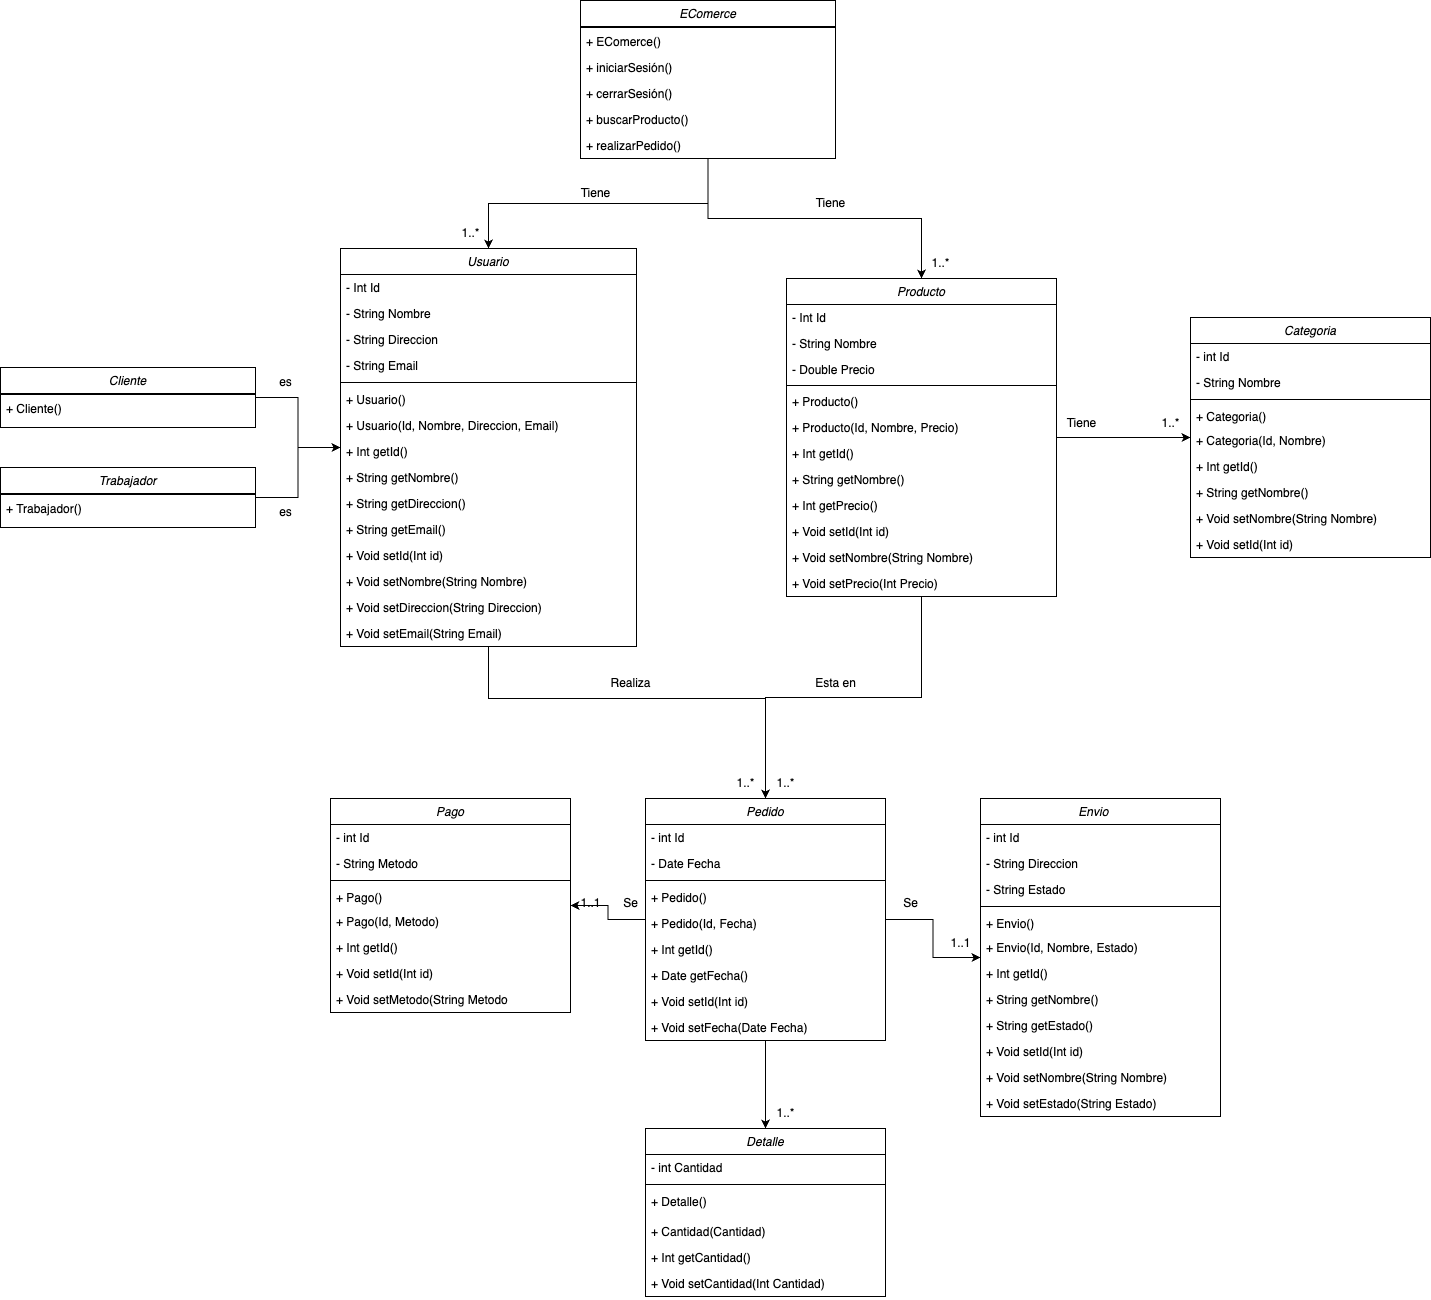 EComerce
+ EComerce()
+ iniciarSesión()
+ cerrarSesión()
+ buscarProducto()
+ realizarPedido()
Tiene
Tiene
1..*
1..*
Usuario
- Int Id
- String Nombre
- String Direccion
- String Email
+ Usuario()
+ Usuario(Id, Nombre, Direccion, Email)
+ Int getId()
+ String getNombre()
+ String getDireccion()
+ String getEmail()
+ Void setId(Int id)
+ Void setNombre(String Nombre)
+ Void setDireccion(String Direccion)
+ Void setEmail(String Email)
Producto
- Int Id
- String Nombre
- Double Precio
+ Producto()
+ Producto(Id, Nombre, Precio)
+ Int getId()
+ String getNombre()
+ Int getPrecio()
+ Void setId(Int id)
+ Void setNombre(String Nombre)
+ Void setPrecio(Int Precio)
Tiene
1..*
Categoria
- int Id
- String Nombre
+ Categoria()
+ Categoria(Id, Nombre)
+ Int getId()
+ String getNombre()
+ Void setNombre(String Nombre)
+ Void setId(Int id)
Cliente
+ Cliente()
es
Trabajador
+ Trabajador()
es
Realiza
Esta en
1..*
1..*
Pago
- int Id
- String Metodo
+ Pago()
+ Pago(Id, Metodo)
+ Int getId()
+ Void setId(Int id)
+ Void setMetodo(String Metodo
1..1
Se
Pedido
- int Id
- Date Fecha
+ Pedido()
+ Pedido(Id, Fecha)
+ Int getId()
+ Date getFecha()
+ Void setId(Int id)
+ Void setFecha(Date Fecha)
Se
1..1
Envio
- int Id
- String Direccion
- String Estado
+ Envio()
+ Envio(Id, Nombre, Estado)
+ Int getId()
+ String getNombre()
+ String getEstado()
+ Void setId(Int id)
+ Void setNombre(String Nombre)
+ Void setEstado(String Estado)
1..*
Detalle
- int Cantidad
+ Detalle()
+ Cantidad(Cantidad)
+ Int getCantidad()
+ Void setCantidad(Int Cantidad)